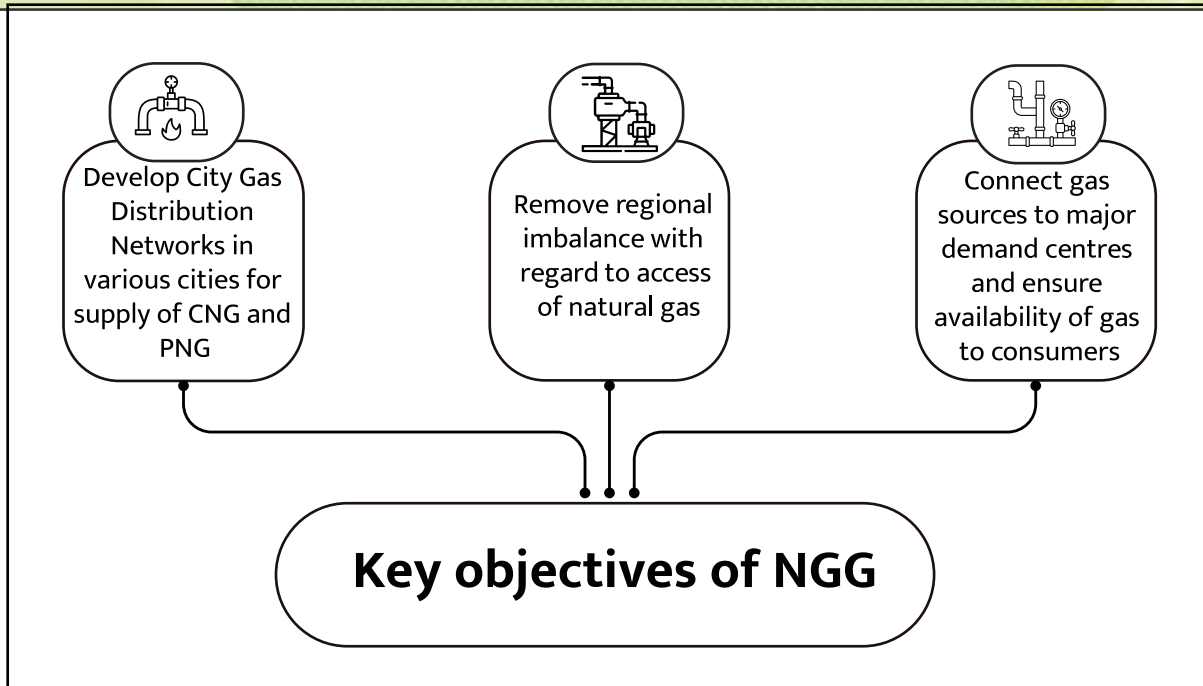 Develop City Gas
Distribution
Networks in
various cities for
supply of CNG and
PNG
Remove regional
imbalance with
regard to access
of natural gas
Connect gas
sources to major
demand centres
and ensure
availability of gas
to consumers
Key objectives of NGG